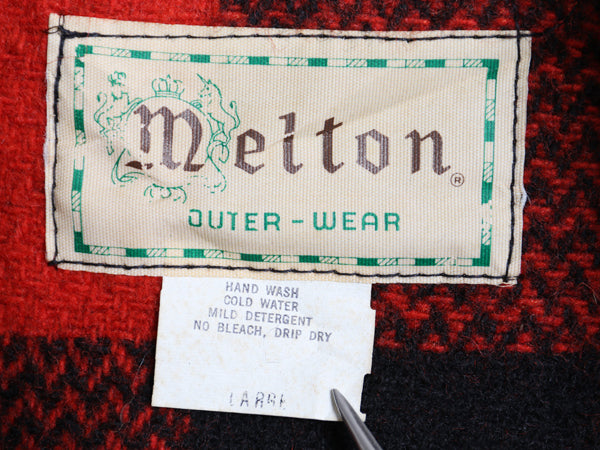 Melton®
OUTER-WEAR
HAND WASH
COLD WATER
MILD DETERGENT
NO BLEACH, DRIP DRY
LARGE